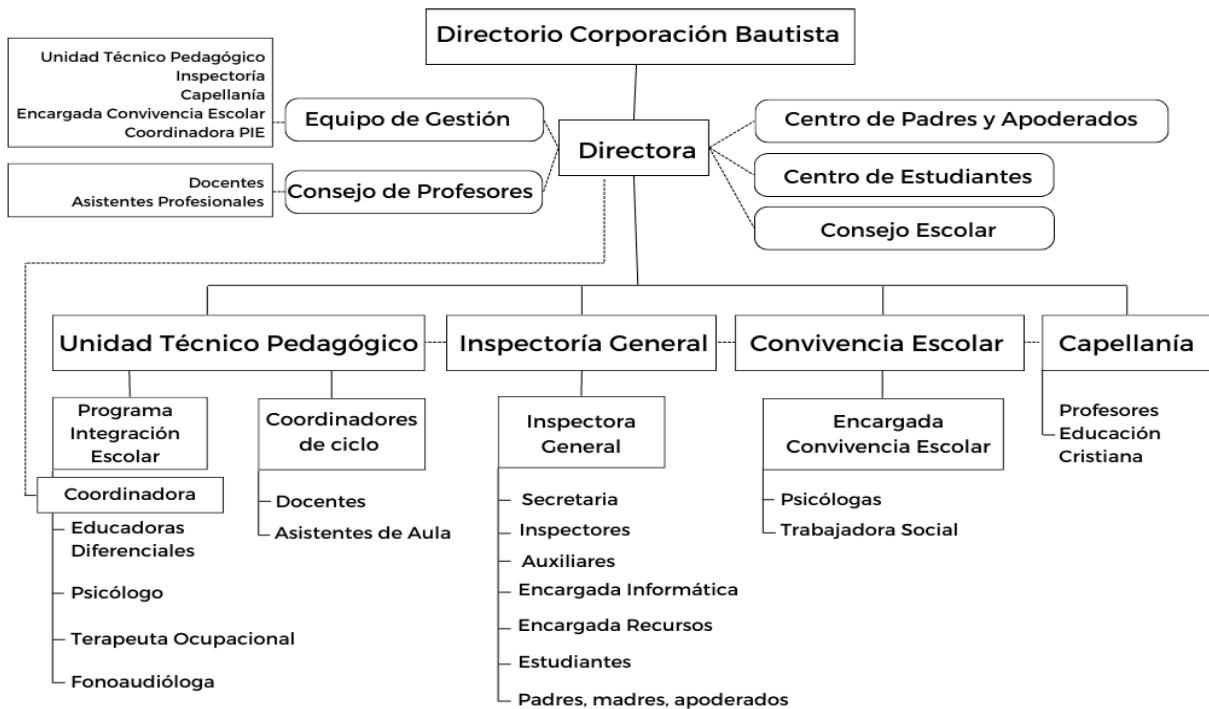 Directorio Corporación Bautista
Unidad Técnico Pedagógico
Inspectoría
Capellanía
Encargada Convivencia Escolar
Coordinadora PIE
Equipo de Gestión
Docentes
Asistentes Profesionales
Consejo de Profesores
Directora
Centro de Padres y Apoderados
Centro de Estudiantes
Consejo Escolar
Unidad Técnico Pedagógico
Inspectoría General
Convivencia Escolar
Capellanía
Programa
Integración
Escolar
Coordinadora
Educadoras
Diferenciales
Psicólogo
Terapeuta Ocupacional
Fonoaudióloga
Coordinadores
de ciclo
Docentes
Asistentes de Aula
Inspectora
General
Secretaria
Inspectores
Auxiliares
Encargada Informática
Encargada Recursos
Estudiantes
Padres, madres, apoderados
Encargada
Convivencia Escolar
Psicólogas
Trabajadora Social
Profesores
Educación
Cristiana